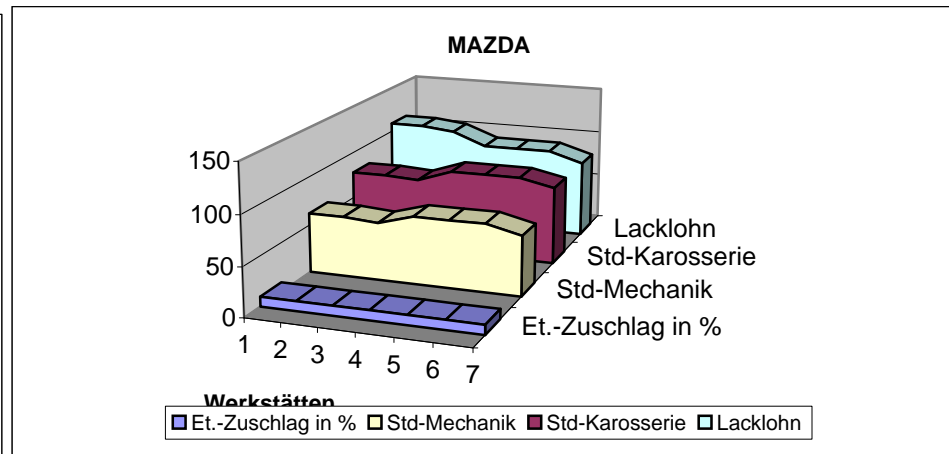 MAZDA
150
100
50
0
1 2 3 4 5 6 7
Lacklohn
Std-Karosserie
Std-Mechanik
Et.-Zuschlag in %
Werkstätten
Et.-Zuschlag in % Std-Mechanik Std-Karosserie Lacklohn